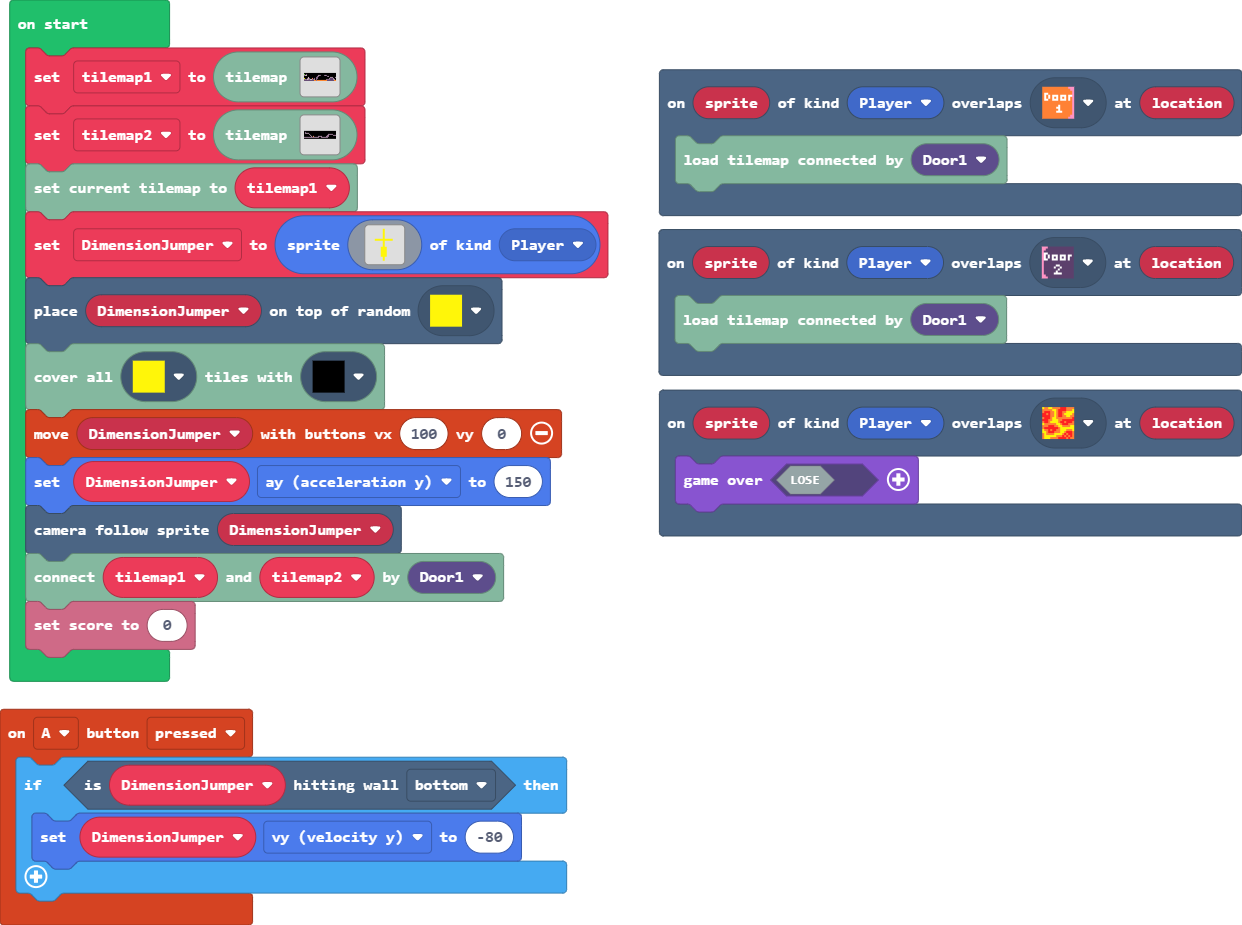 on start
set tilemap1 to tilemap
set tilemap2 to tilemap
set current tilemap to tilemap1
set DimensionJumper to sprite of kind Player
place DimensionJumper on top of random
cover all tiles with
move DimensionJumper with buttons vx 100 vy 0
set DimensionJumper ay (acceleration y) to 150
camera follow sprite DimensionJumper
connect tilemap1 and tilemap2 by Door1
set score to 0
on A button pressed
if is DimensionJumper hitting wall bottom then
set DimensionJumper vy (velocity y) to -80
on sprite of kind Player overlaps Door 1 at location
load tilemap connected by Door1
on sprite of kind Player overlaps Door 2 at location
load tilemap connected by Door1
on sprite of kind Player overlaps at location
game over LOSE